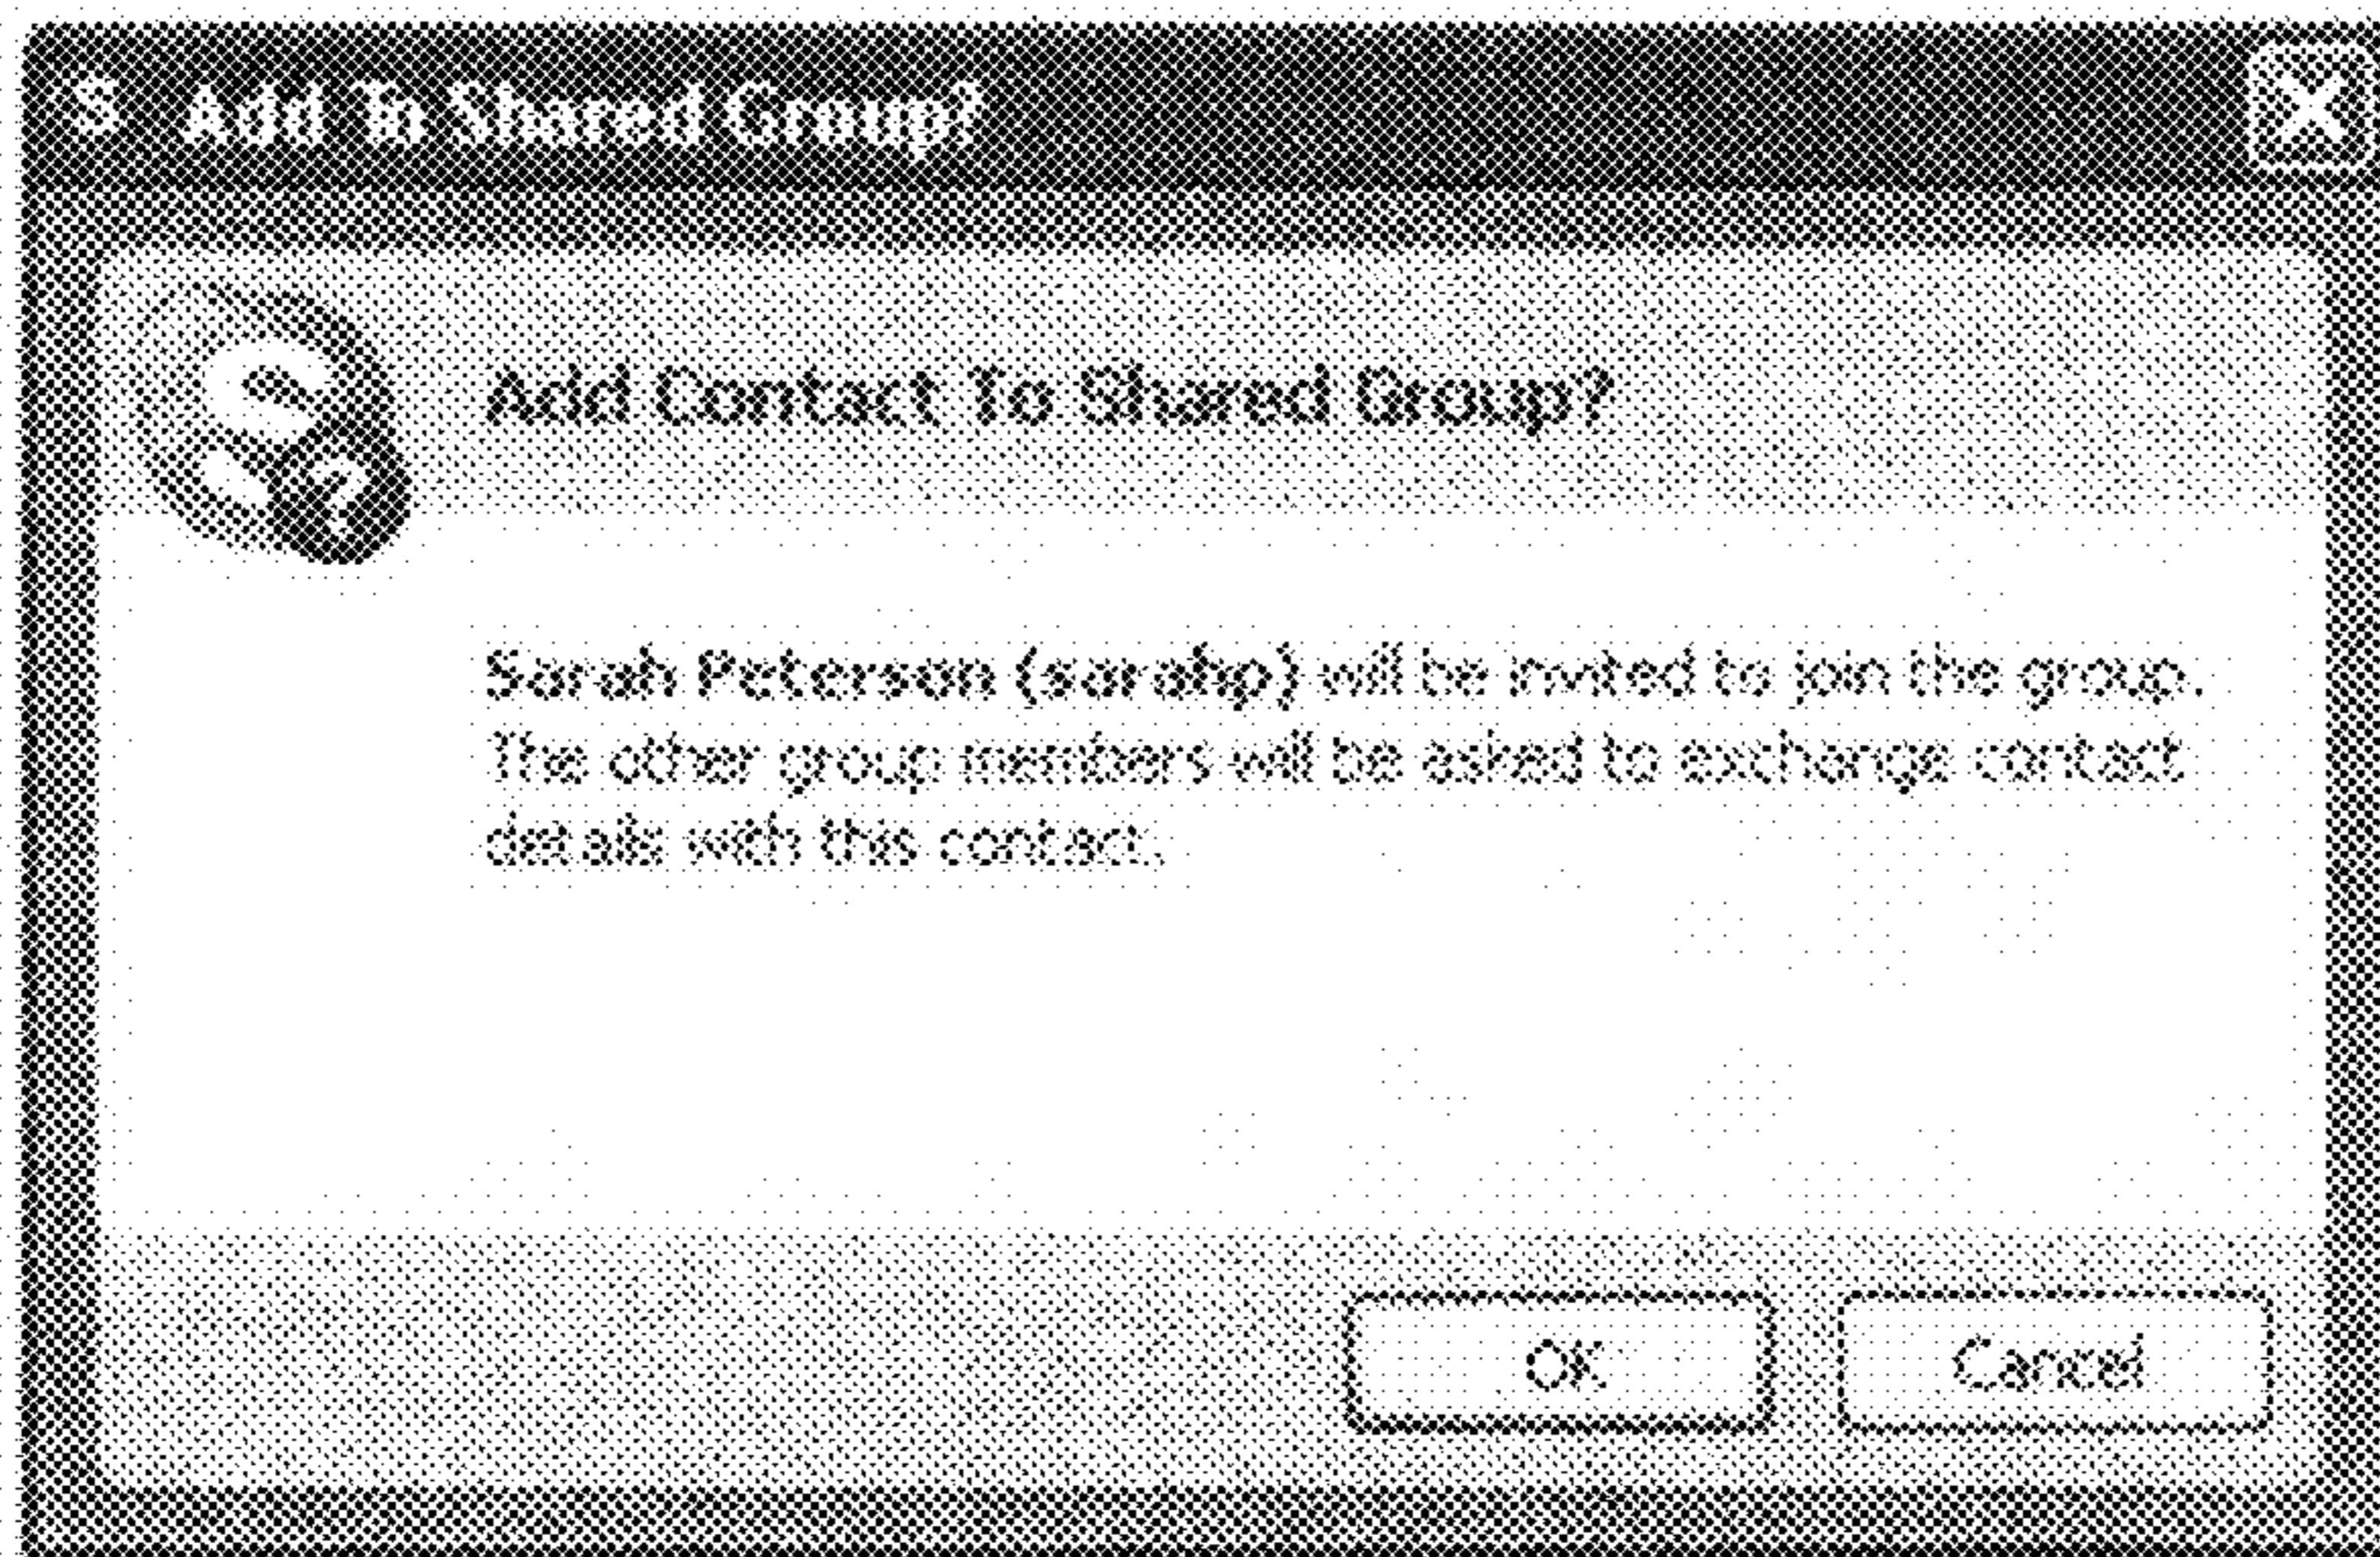 S Add To Shared Group?
S
?
Add Contact To Shared Group?
Sarah Peterson (sarahp) will be invited to join the group.
The other group members will be asked to exchange contact
details with this contact.
OK Cancel